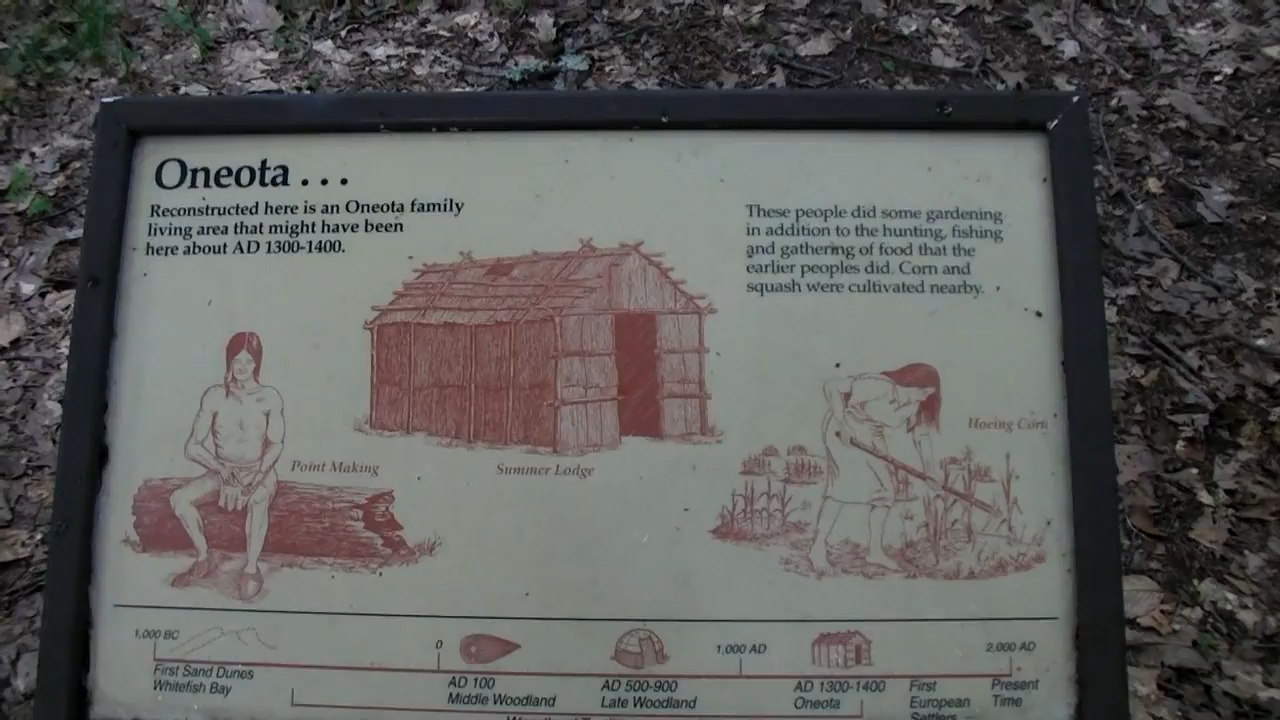 Oneota . . .
Reconstructed here is an Oneota family
living area that might have been
here about AD 1300-1400.
These people did some gardening
in addition to the hunting, fishing
and gathering of food that the
earlier peoples did. Corn and
squash were cultivated nearby.
Point Making
Summer Lodge
Hoeing Corn
1,000 BC
0
1,000 AD
2,000 AD
First Sand Dunes
Whitefish Bay
AD 100
Middle Woodland
AD 500-900
Late Woodland
AD 1300-1400
Oneota
First
European
Settlers
Present
Time